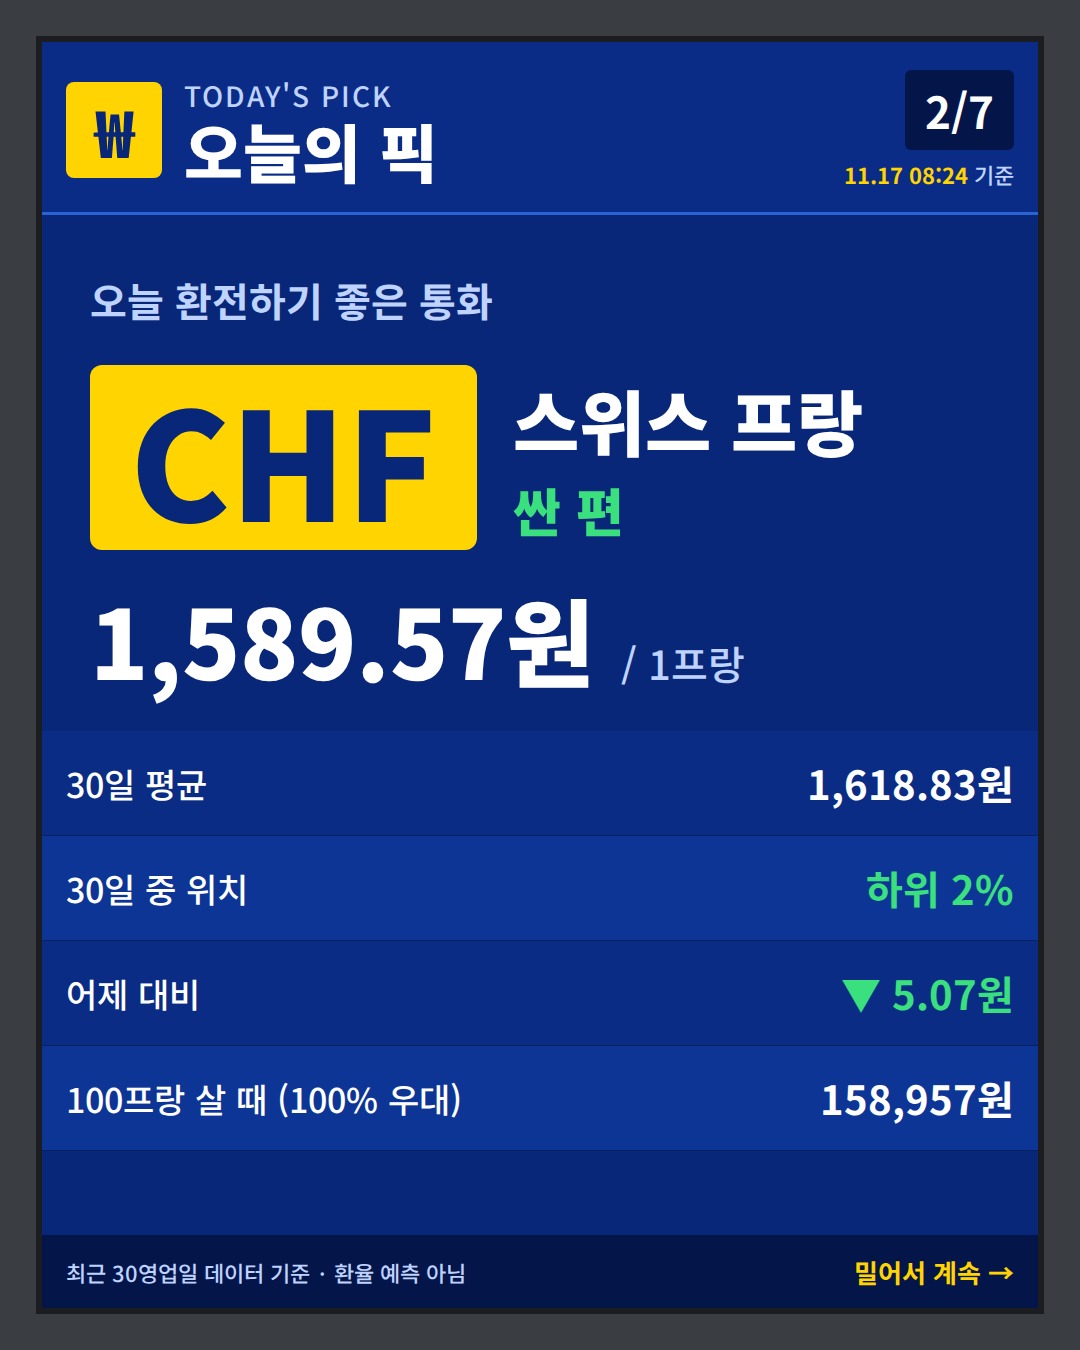 ₩
TODAY'S PICK
오늘의 픽
2/7
11.17 08:24 기준
오늘 환전하기 좋은 통화
CHF
스위스 프랑
싼 편
1,589.57원 / 1프랑
30일 평균 1,618.83원
30일 중 위치 하위 2%
어제 대비 ▼ 5.07원
100프랑 살 때 (100% 우대) 158,957원
최근 30영업일 데이터 기준 · 환율 예측 아님
밀어서 계속 →